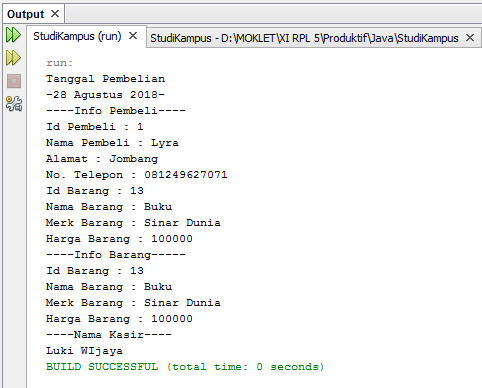 Output
StudiKampus (run)
StudiKampus - D:\MOKLET\XI RPL 5\Produktif\Java\StudiKampus
run:
Tanggal Pembelian
-28 Agustus 2018-
----Info Pembeli----
Id Pembeli : 1
Nama Pembeli : Lyra
Alamat : Jombang
No. Telepon : 081249627071
Id Barang : 13
Nama Barang : Buku
Merk Barang : Sinar Dunia
Harga Barang : 100000
----Info Barang-----
Id Barang : 13
Nama Barang : Buku
Merk Barang : Sinar Dunia
Harga Barang : 100000
----Nama Kasir----
Luki WIjaya
BUILD SUCCESSFUL (total time: 0 seconds)